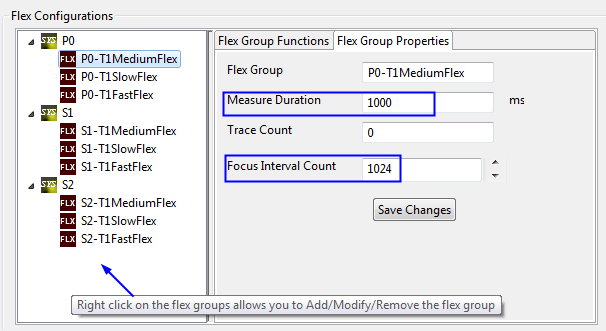 Flex Configurations
SYS P0
FLX P0-T1MediumFlex
FLX P0-T1SlowFlex
FLX P0-T1FastFlex
SYS S1
FLX S1-T1MediumFlex
FLX S1-T1SlowFlex
FLX S1-T1FastFlex
SYS S2
FLX S2-T1MediumFlex
FLX S2-T1SlowFlex
FLX S2-T1FastFlex
Flex Group Functions Flex Group Properties
Flex Group P0-T1MediumFlex
Measure Duration 1000 ms
Trace Count 0
Focus Interval Count 1024
Save Changes
Right click on the flex groups allows you to Add/Modify/Remove the flex group